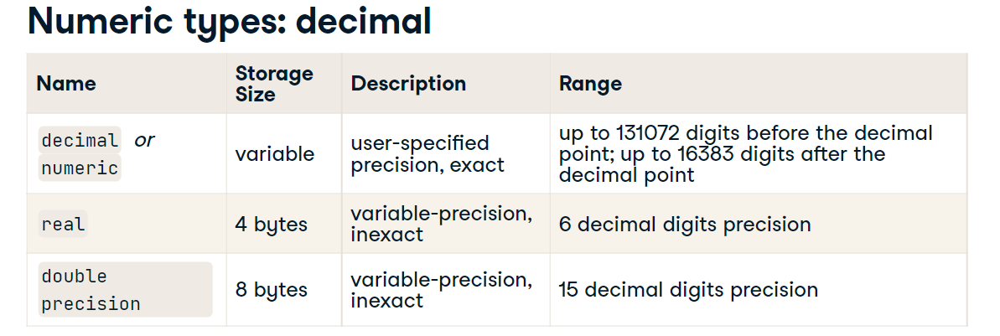 Numeric types: decimal
Name
Storage
Size
Description
Range
decimal or
numeric
variable
user-specified
precision, exact
up to 131072 digits before the decimal
point; up to 16383 digits after the
decimal point
real
4 bytes
variable-precision,
inexact
6 decimal digits precision
double
precision
8 bytes
variable-precision,
inexact
15 decimal digits precision